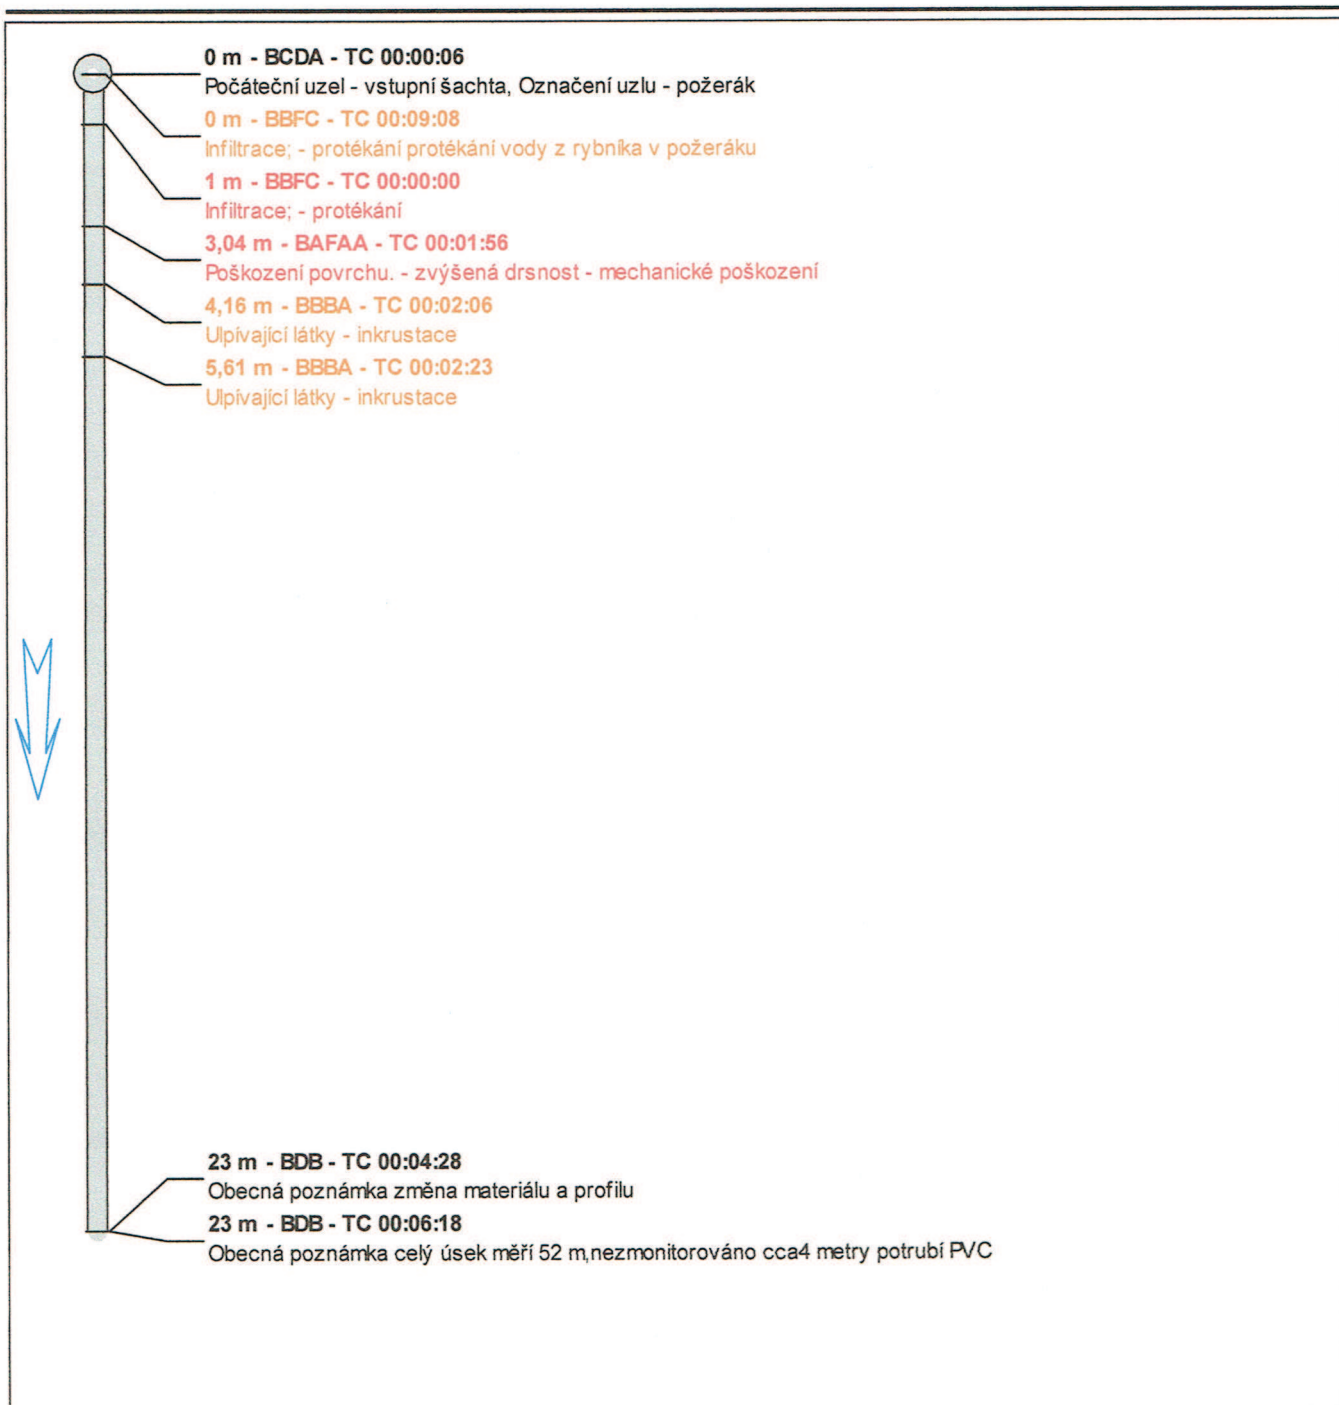 0 m - BCDA - TC 00:00:06
Počáteční uzel - vstupní šachta, Označení uzlu - požerák
0 m - BBFC - TC 00:09:08
Infiltrace; - protékání protékání vody z rybníka v požeráku
1 m - BBFC - TC 00:00:00
Infiltrace; - protékání
3,04 m - BAFAA - TC 00:01:56
Poškození povrchu. - zvýšená drsnost - mechanické poškození
4,16 m - BBBA - TC 00:02:06
Ulpívající látky - inkrustace
5,61 m - BBBA - TC 00:02:23
Ulpívající látky - inkrustace
23 m - BDB - TC 00:04:28
Obecná poznámka změna materiálu a profilu
23 m - BDB - TC 00:06:18
Obecná poznámka celý úsek měří 52 m,nezmonitorováno cca4 metry potrubí PVC